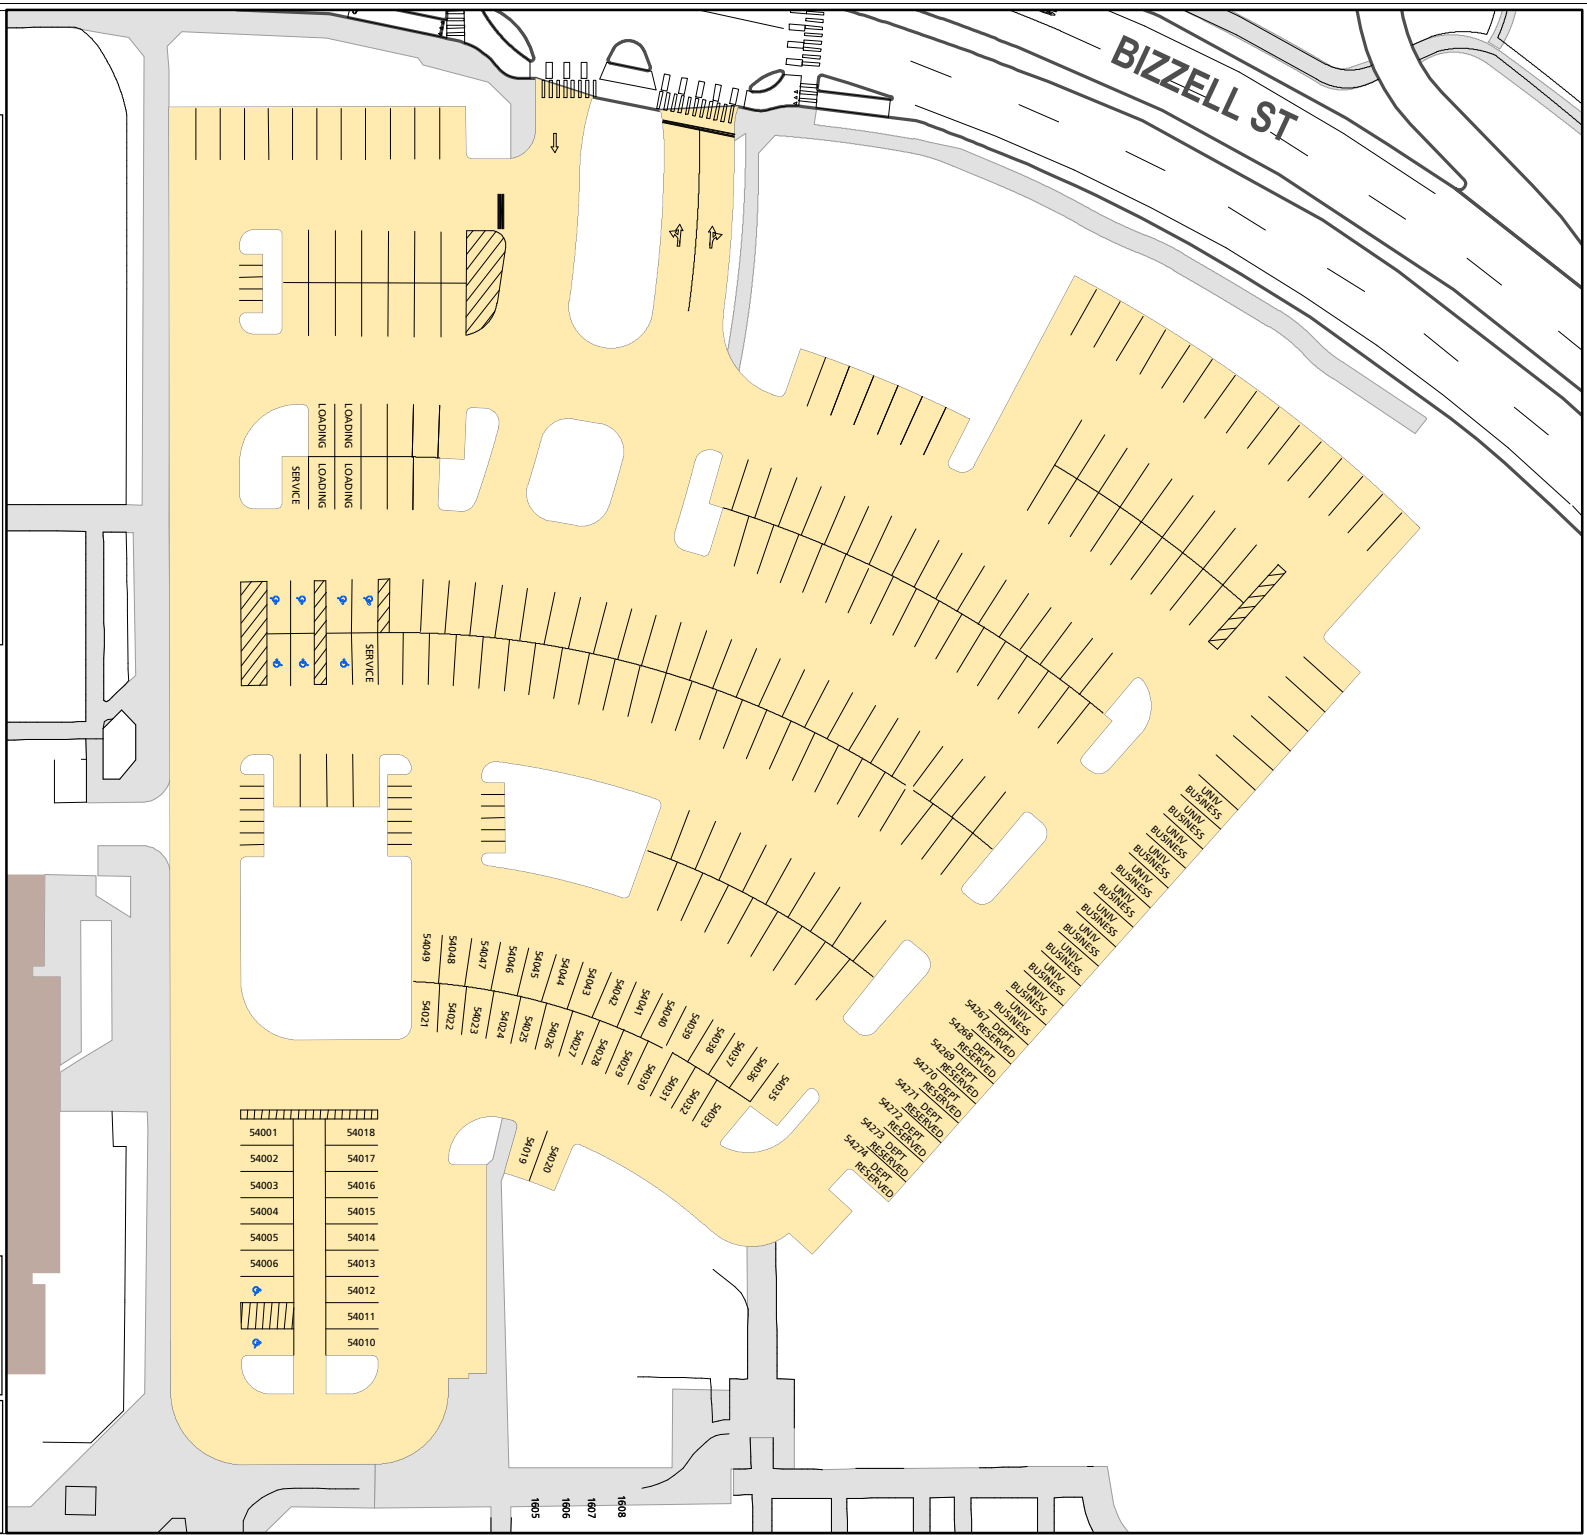 BIZZELL ST
LOADING
LOADING
SERVICE
LOADING
LOADING
SERVICE
UNIV
BUSINESS
UNIV
BUSINESS
UNIV
BUSINESS
UNIV
BUSINESS
UNIV
BUSINESS
UNIV
BUSINESS
UNIV
BUSINESS
UNIV
BUSINESS
UNIV
BUSINESS
UNIV
BUSINESS
UNIV
BUSINESS
UNIV
BUSINESS
54267 DEPT
RESERVED
54268 DEPT
RESERVED
54269 DEPT
RESERVED
54270 DEPT
RESERVED
54271 DEPT
RESERVED
54272 DEPT
RESERVED
54273 DEPT
RESERVED
54274 DEPT
RESERVED
54049
54048
54047
54046
54045
54044
54043
54042
54041
54040
54039
54038
54037
54036
54035
54021
54022
54023
54024
54025
54026
54027
54028
54029
54030
54031
54032
54033
54019
54020
54001
54018
54002
54017
54003
54016
54004
54015
54005
54014
54006
54013
54012
54011
54010
1605
1606
1607
1608